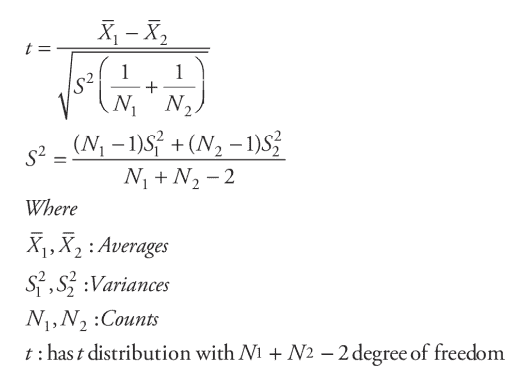 t = (X̄₁ − X̄₂) / √(S² (1/N₁ + 1/N₂))
S² = ((N₁ − 1)S₁² + (N₂ − 1)S₂²) / (N₁ + N₂ − 2)
Where
X̄₁, X̄₂ : Averages
S₁², S₂² : Variances
N₁, N₂ : Counts
t : has t distribution with N1 + N2 − 2 degree of freedom